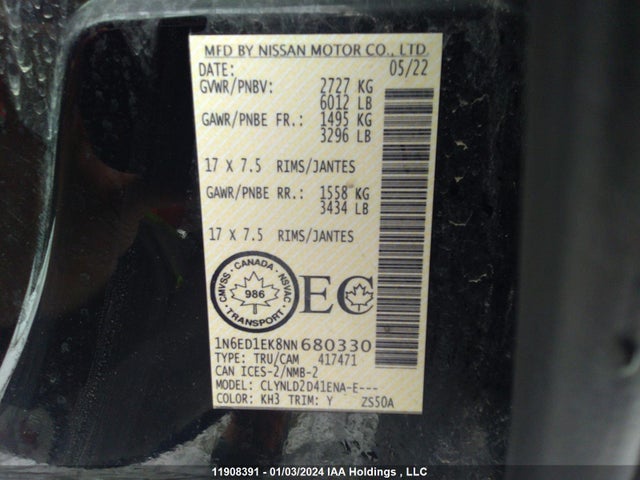 MFD BY NISSAN MOTOR CO., LTD.
DATE: 05/22
GVWR/PNBV: 2727 KG
6012 LB
GAWR/PNBE FR.: 1495 KG
3296 LB
17 X 7.5 RIMS/JANTES
GAWR/PNBE RR.: 1558 KG
3434 LB
17 X 7.5 RIMS/JANTES
CMVSS · CANADA · NSVAC
986
TRANSPORT
EC
1N6ED1EK8NN680330
TYPE: TRU/CAM 417471
CAN ICES-2/NMB-2
MODEL: CLYNLD2D41ENA-E---
COLOR: KH3 TRIM: Y ZS50A
11908391 - 01/03/2024 IAA Holdings , LLC